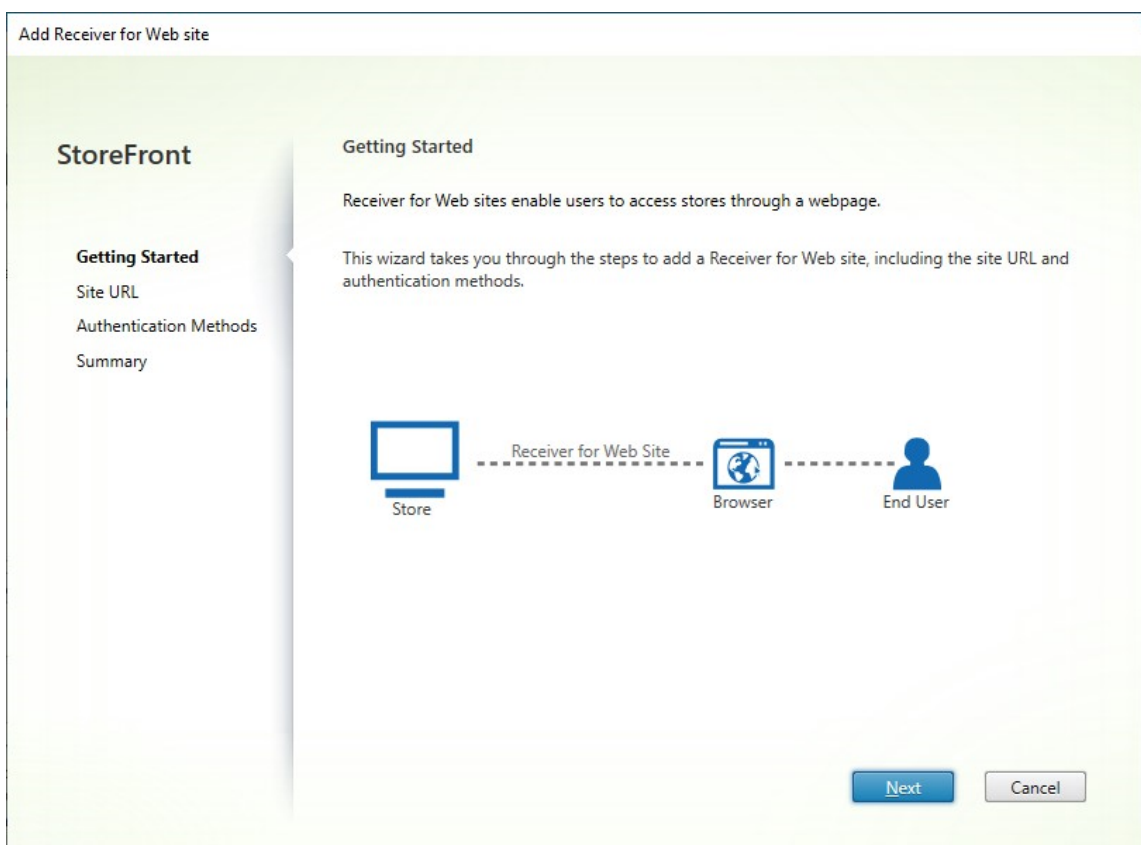 Add Receiver for Web site
StoreFront
Getting Started
Site URL
Authentication Methods
Summary
Getting Started
Receiver for Web sites enable users to access stores through a webpage.
This wizard takes you through the steps to add a Receiver for Web site, including the site URL and
authentication methods.
Receiver for Web Site
Store
Browser
End User
Next
Cancel